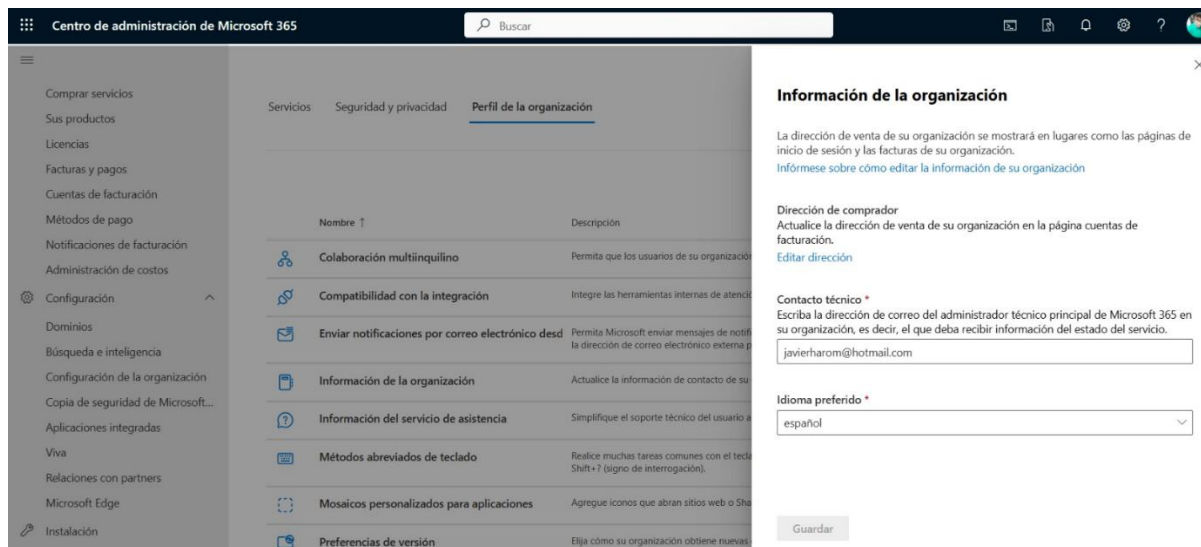 Centro de administración de Microsoft 365
Buscar
Comprar servicios
Sus productos
Licencias
Facturas y pagos
Cuentas de facturación
Métodos de pago
Notificaciones de facturación
Administración de costos
Configuración
Dominios
Búsqueda e inteligencia
Configuración de la organización
Copia de seguridad de Microsoft...
Aplicaciones integradas
Viva
Relaciones con partners
Microsoft Edge
Instalación
Servicios Seguridad y privacidad Perfil de la organización
Nombre ↑ Descripción
Colaboración multiinquilino Permita que los usuarios de su organización
Compatibilidad con la integración Integre las herramientas internas de atenció
Enviar notificaciones por correo electrónico desd Permita Microsoft enviar mensajes de notifi
la dirección de correo electrónico externa p
Información de la organización Actualice la información de contacto de su
Información del servicio de asistencia Simplifique el soporte técnico del usuario a
Métodos abreviados de teclado Realice muchas tareas comunes con el tecla
Shift+? (signo de interrogación).
Mosaicos personalizados para aplicaciones Agregue iconos que abran sitios web o Sha
Preferencias de versión Elija cómo su organización obtiene nuevas
Información de la organización
La dirección de venta de su organización se mostrará en lugares como las páginas de
inicio de sesión y las facturas de su organización.
Infórmese sobre cómo editar la información de su organización
Dirección de comprador
Actualice la dirección de venta de su organización en la página cuentas de
facturación.
Editar dirección
Contacto técnico *
Escriba la dirección de correo del administrador técnico principal de Microsoft 365 en
su organización, es decir, el que deba recibir información del estado del servicio.
javierharom@hotmail.com
Idioma preferido *
español
Guardar